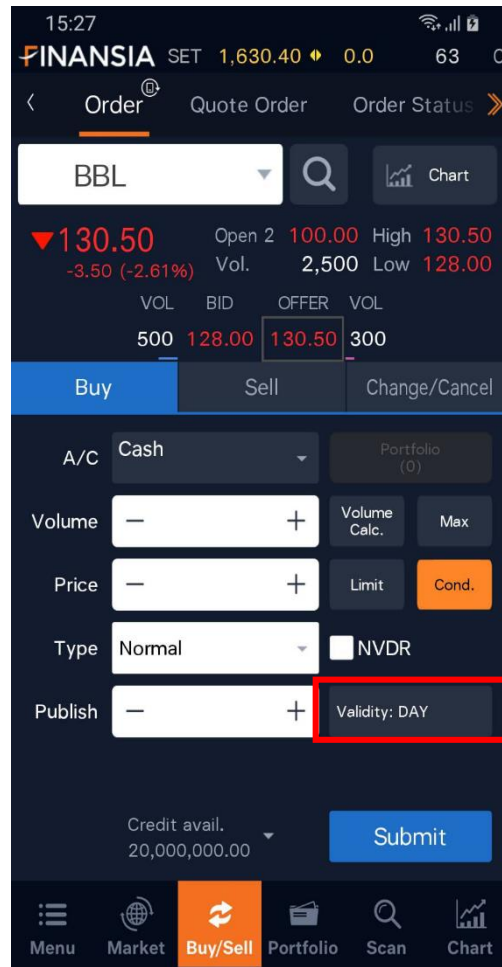 15:27
FINANSIA SET 1,630.40 0.0 63
Order Quote Order Order Status
BBL Chart
130.50 Open 2 100.00 High 130.50
-3.50 (-2.61%) Vol. 2,500 Low 128.00
VOL BID OFFER VOL
500 128.00 130.50 300
Buy Sell Change/Cancel
A/C Cash Portfolio
(0)
Volume − + Volume
Calc. Max
Price − + Limit Cond.
Type Normal NVDR
Publish − + Validity: DAY
Credit avail.
20,000,000.00
Submit
Menu Market Buy/Sell Portfolio Scan Chart